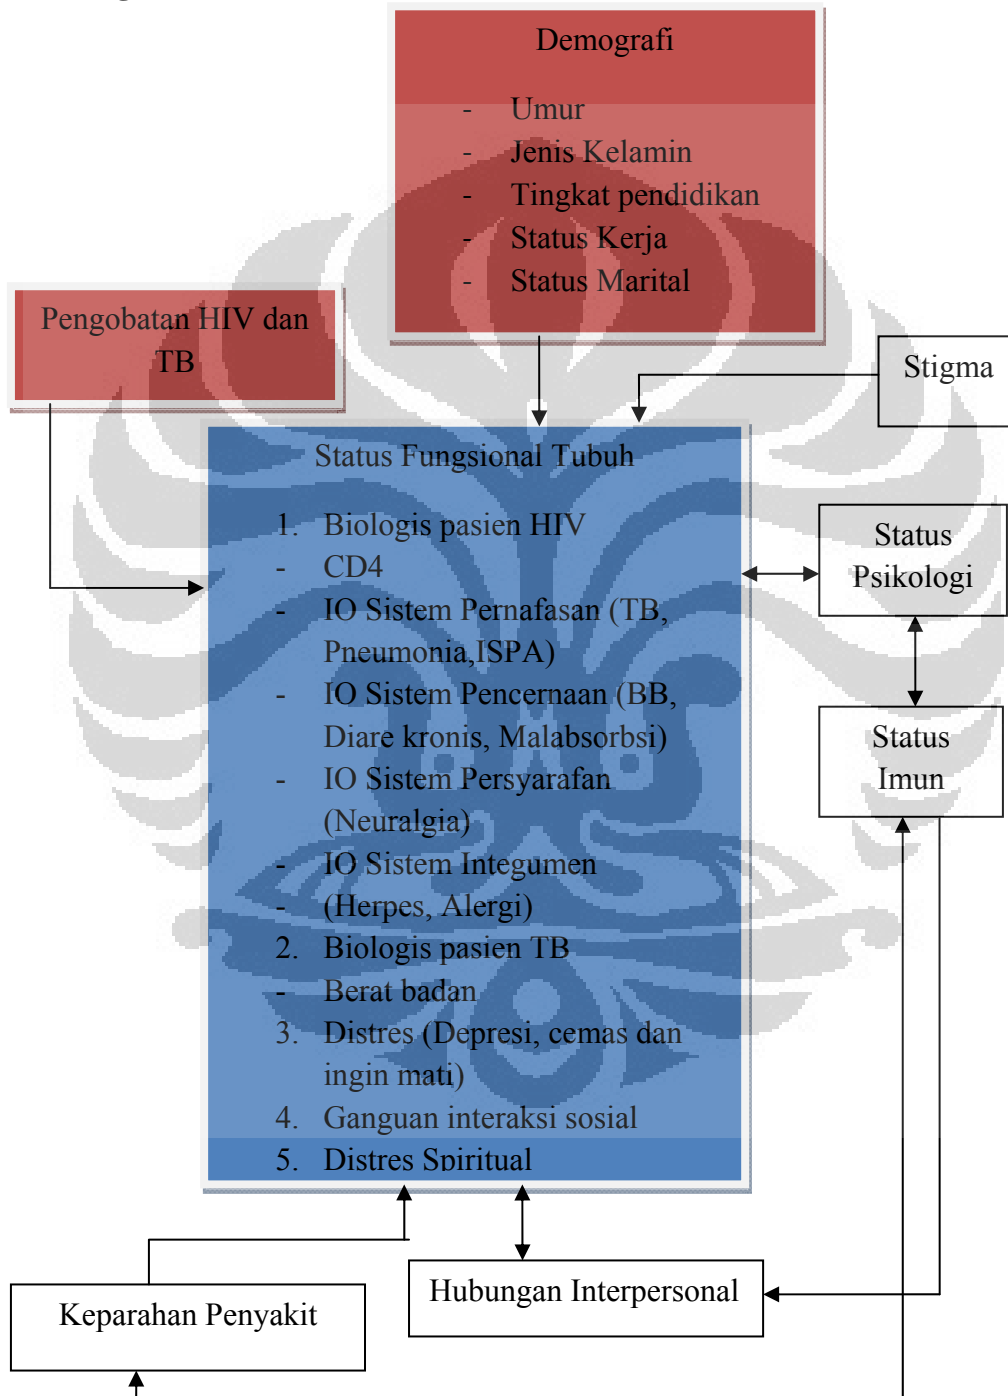 Demografi
- Umur
- Jenis Kelamin
- Tingkat pendidikan
- Status Kerja
- Status Marital
Pengobatan HIV dan
TB
Stigma
Status Fungsional Tubuh
1. Biologis pasien HIV
- CD4
- IO Sistem Pernafasan (TB,
Pneumonia,ISPA)
- IO Sistem Pencernaan (BB,
Diare kronis, Malabsorbsi)
- IO Sistem Persyarafan
(Neuralgia)
- IO Sistem Integumen
- (Herpes, Alergi)
2. Biologis pasien TB
- Berat badan
3. Distres (Depresi, cemas dan
ingin mati)
4. Ganguan interaksi sosial
5. Distres Spiritual
Status
Psikologi
Status
Imun
Hubungan Interpersonal
Keparahan Penyakit